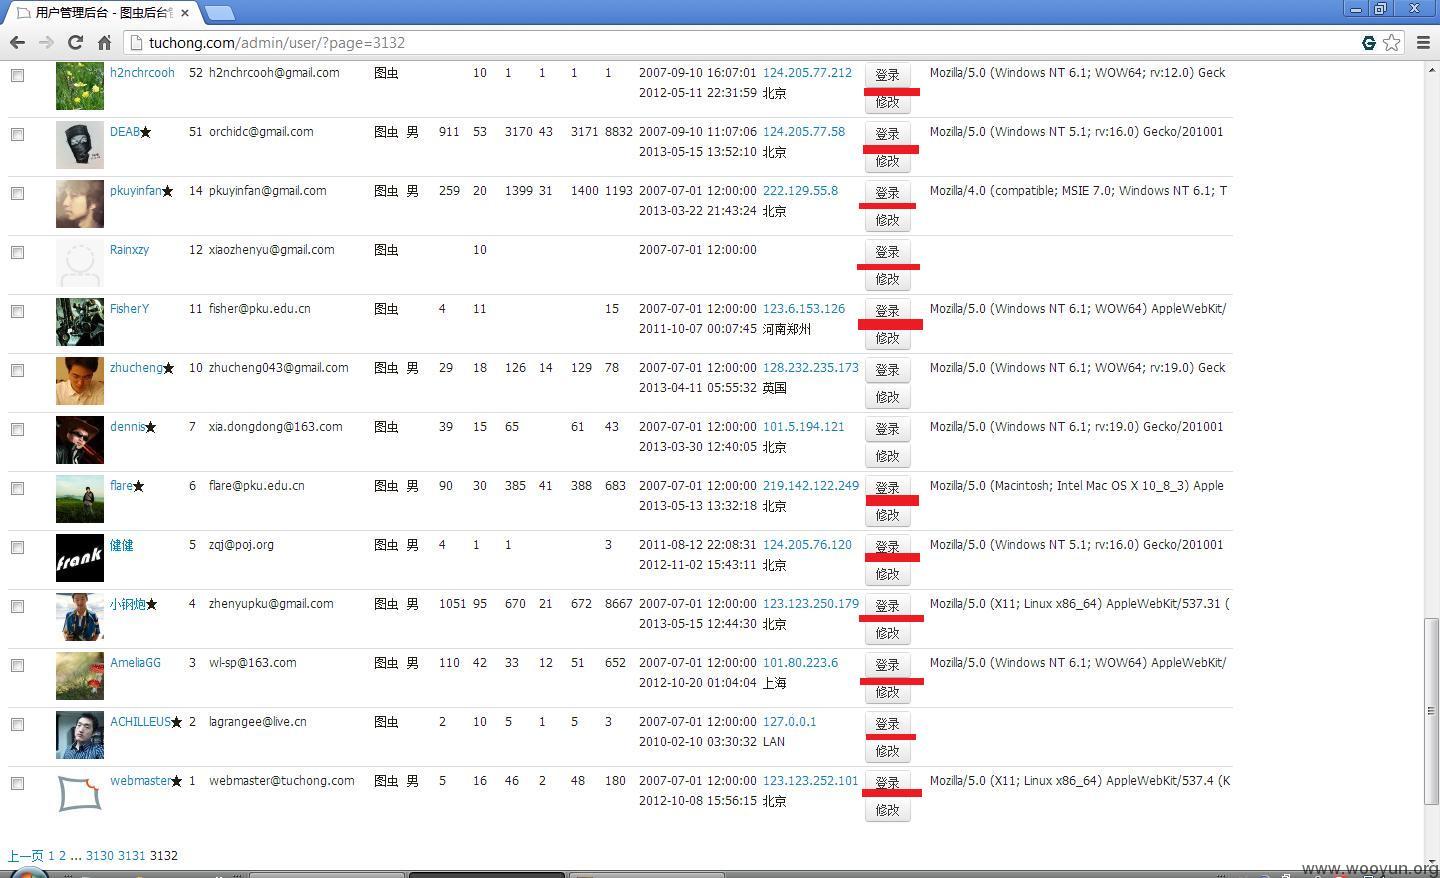 用户管理后台 - 图虫后台管
tuchong.com/admin/user/?page=3132
h2nchrcooh 52 h2nchrcooh@gmail.com 图虫 10 1 1 1 1 2007-09-10 16:07:01 124.205.77.212 登录 Mozilla/5.0 (Windows NT 6.1; WOW64; rv:12.0) Geck
2012-05-11 22:31:59 北京 修改
DEAB★ 51 orchidc@gmail.com 图虫 男 911 53 3170 43 3171 8832 2007-09-10 11:07:06 124.205.77.58 登录 Mozilla/5.0 (Windows NT 5.1; rv:16.0) Gecko/201001
2013-05-15 13:52:10 北京 修改
pkuyinfan★ 14 pkuyinfan@gmail.com 图虫 男 259 20 1399 31 1400 1193 2007-07-01 12:00:00 222.129.55.8 登录 Mozilla/4.0 (compatible; MSIE 7.0; Windows NT 6.1; T
2013-03-22 21:43:24 北京 修改
Rainxzy 12 xiaozhenyu@gmail.com 图虫 10 2007-07-01 12:00:00 登录
修改
FisherY 11 fisher@pku.edu.cn 图虫 4 11 15 2007-07-01 12:00:00 123.6.153.126 登录 Mozilla/5.0 (Windows NT 6.1; WOW64) AppleWebKit/
2011-10-07 00:07:45 河南郑州 修改
zhucheng★ 10 zhucheng043@gmail.com 图虫 男 29 18 126 14 129 78 2007-07-01 12:00:00 128.232.235.173 登录 Mozilla/5.0 (Windows NT 6.1; WOW64; rv:19.0) Geck
2013-04-11 05:55:32 英国 修改
dennis★ 7 xia.dongdong@163.com 图虫 39 15 65 61 43 2007-07-01 12:00:00 101.5.194.121 登录 Mozilla/5.0 (Windows NT 6.1; rv:19.0) Gecko/201001
2013-03-30 12:40:05 北京 修改
flare★ 6 flare@pku.edu.cn 图虫 男 90 30 385 41 388 683 2007-07-01 12:00:00 219.142.122.249 登录 Mozilla/5.0 (Macintosh; Intel Mac OS X 10_8_3) Apple
2013-05-13 13:32:18 北京 修改
frank
健健 5 zqj@poj.org 图虫 男 4 1 1 3 2011-08-12 22:08:31 124.205.76.120 登录 Mozilla/5.0 (Windows NT 5.1; rv:16.0) Gecko/201001
2012-11-02 15:43:11 北京 修改
小钢炮★ 4 zhenyupku@gmail.com 图虫 男 1051 95 670 21 672 8667 2007-07-01 12:00:00 123.123.250.179 登录 Mozilla/5.0 (X11; Linux x86_64) AppleWebKit/537.31 (
2013-05-15 12:44:30 北京 修改
AmeliaGG 3 wl-sp@163.com 图虫 男 110 42 33 12 51 652 2007-07-01 12:00:00 101.80.223.6 登录 Mozilla/5.0 (Windows NT 6.1; WOW64) AppleWebKit/
2012-10-20 01:04:04 上海 修改
ACHILLEUS★ 2 lagrangee@live.cn 图虫 2 10 5 1 5 3 2007-07-01 12:00:00 127.0.0.1 登录
2010-02-10 03:30:32 LAN 修改
webmaster★ 1 webmaster@tuchong.com 图虫 男 5 16 46 2 48 180 2007-07-01 12:00:00 123.123.252.101 登录 Mozilla/5.0 (X11; Linux x86_64) AppleWebKit/537.4 (K
2012-10-08 15:56:15 北京 修改
上一页 1 2 ... 3130 3131 3132
www.wooyun.org